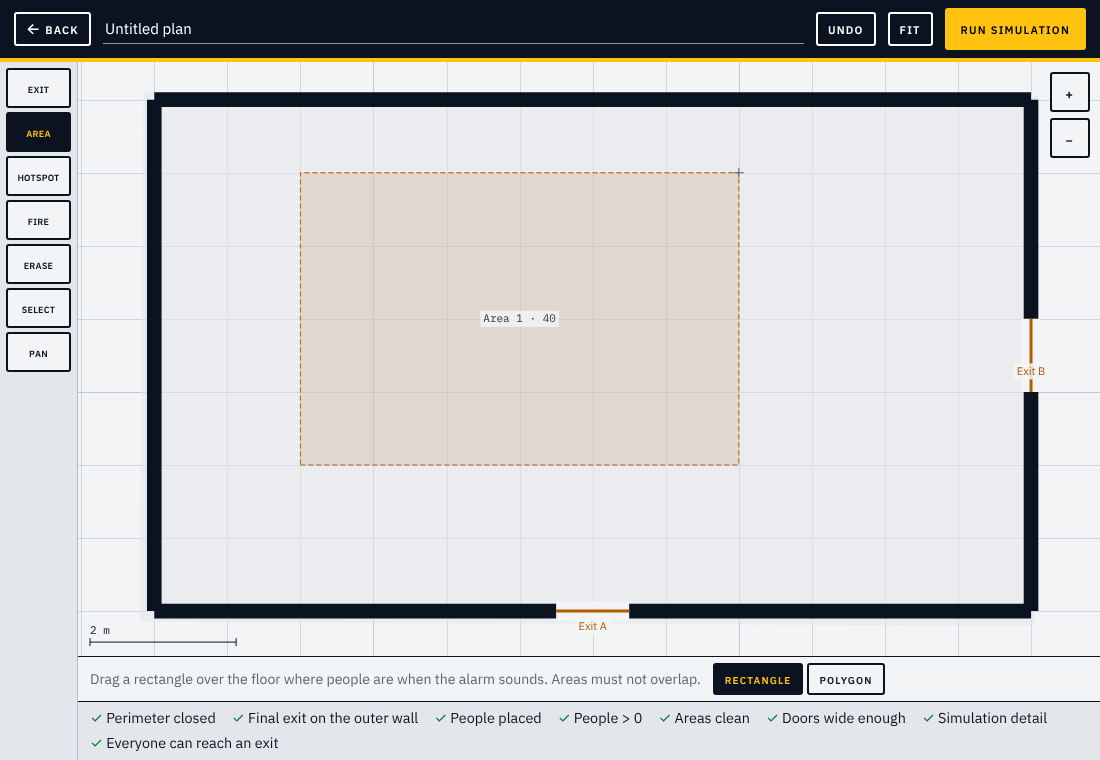 ← BACK
Untitled plan
UNDO
FIT
RUN SIMULATION
EXIT
AREA
HOTSPOT
FIRE
ERASE
SELECT
PAN
+
−
Area 1 · 40
Exit B
Exit A
2 m
Drag a rectangle over the floor where people are when the alarm sounds. Areas must not overlap.
RECTANGLE
POLYGON
✓ Perimeter closed ✓ Final exit on the outer wall ✓ People placed ✓ People > 0 ✓ Areas clean ✓ Doors wide enough ✓ Simulation detail
✓ Everyone can reach an exit